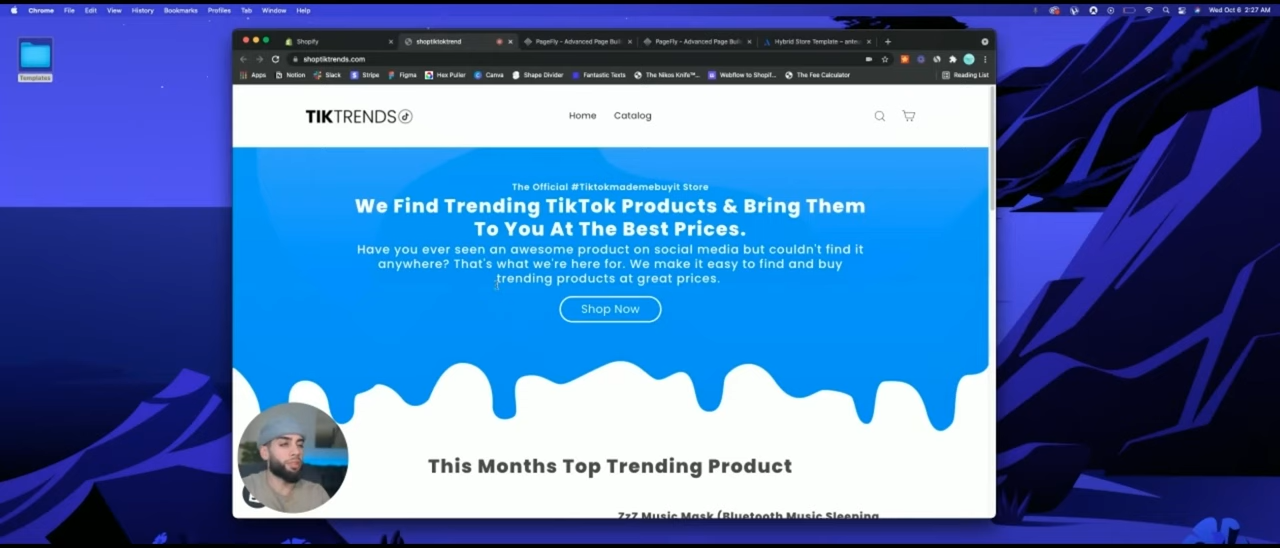 Chrome File Edit View History Bookmarks Profiles Tab Window Help
Wed Oct 6 2:27 AM
Templates
Shopify
shoptiktoktrend
PageFly – Advanced Page Buil
PageFly – Advanced Page Buil
Hybrid Store Template –
shoptiktrends.com
Apps Notion Slack Stripe Figma Hex Puller Canva Shape Divider Fantastic Texts The Nikos Knife™... Webflow to Shopif... The Fee Calculator Reading List
TIKTRENDS
Home Catalog
The Official #Tiktokmademebuyit Store
We Find Trending TikTok Products & Bring Them
To You At The Best Prices.
Have you ever seen an awesome product on social media but couldn't find it
anywhere? That's what we're here for. We make it easy to find and buy
trending products at great prices.
Shop Now
This Months Top Trending Product
ZzZ Music Mask (Bluetooth Music Sleeping